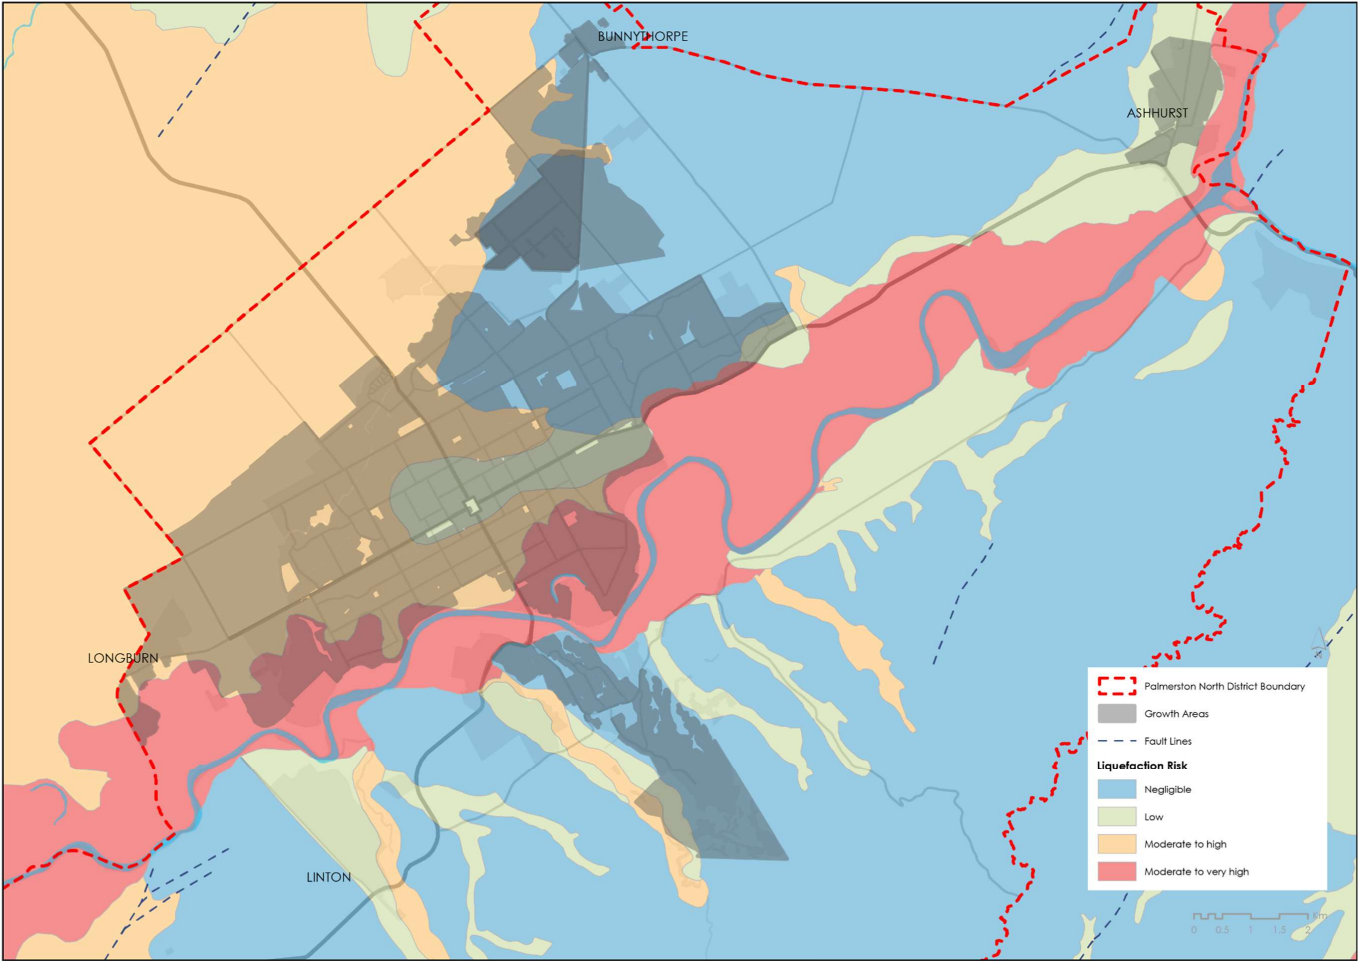 BUNNYTHORPE
ASHHURST
LONGBURN
LINTON
Palmerston North District Boundary
Growth Areas
Fault Lines
Liquefaction Risk
Negligible
Low
Moderate to high
Moderate to very high
Km
0 0.5 1 1.5 2